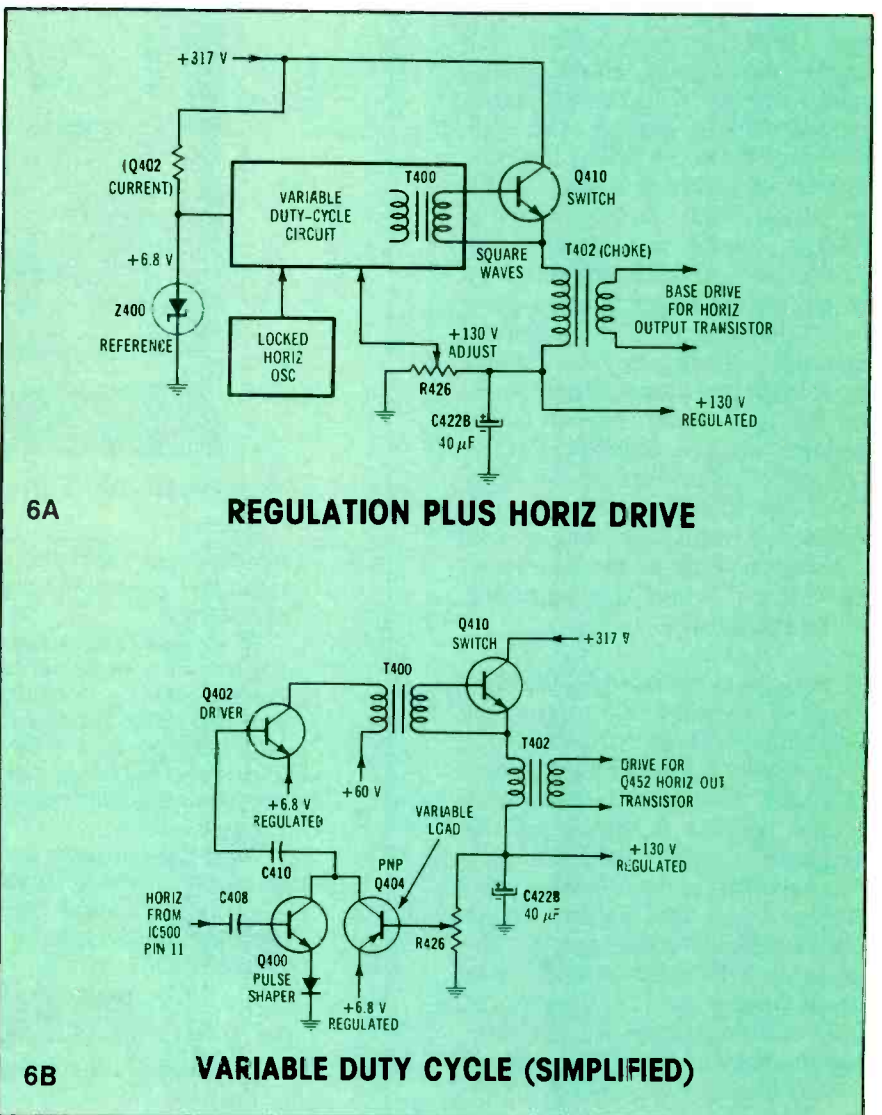 +317 V
(Q402
CURRENT)
+6.8 V
Z400
REFERENCE
VARIABLE
DUTY-CYCLE
CIRCUIT
T400
Q410
SWITCH
SQUARE
WAVES
T402 (CHOKE)
BASE DRIVE
FOR HORIZ
OUTPUT TRANSISTOR
LOCKED
HORIZ
OSC
+130 V
ADJUST
R426
C422B
40 µF
+130 V
REGULATED
6A
REGULATION PLUS HORIZ DRIVE
Q410
SWITCH
+317 V
T400
Q402
DRIVER
+6.8 V
REGULATED
+60 V
T402
DRIVE FOR
Q452 HORIZ OUT
TRANSISTOR
VARIABLE
LOAD
+130 V
REGULATED
C410
PNP
Q404
C422B
40 µF
HORIZ
FROM
IC500
PIN 11
C408
R426
Q400
PULSE
SHAPER
+6.8 V
REGULATED
6B
VARIABLE DUTY CYCLE (SIMPLIFIED)